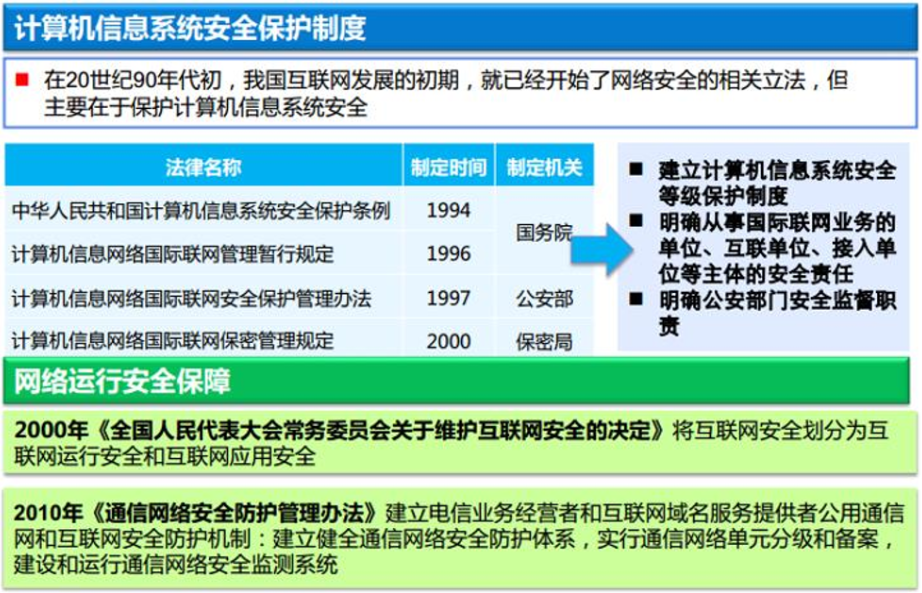 计算机信息系统安全保护制度
■ 在20世纪90年代初，我国互联网发展的初期，就已经开始了网络安全的相关立法，但
主要在于保护计算机信息系统安全
法律名称 制定时间 制定机关
中华人民共和国计算机信息系统安全保护条例 1994
国务院
计算机信息网络国际联网管理暂行规定 1996
计算机信息网络国际联网安全保护管理办法 1997 公安部
计算机信息网络国际联网保密管理规定 2000 保密局
■ 建立计算机信息系统安全
等级保护制度
■ 明确从事国际联网业务的
单位、互联单位、接入单
位等主体的安全责任
■ 明确公安部门安全监督职
责
网络运行安全保障
2000年《全国人民代表大会常务委员会关于维护互联网安全的决定》将互联网安全划分为互
联网运行安全和互联网应用安全
2010年《通信网络安全防护管理办法》建立电信业务经营者和互联网域名服务提供者公用通信
网和互联网安全防护机制：建立健全通信网络安全防护体系，实行通信网络单元分级和备案，
建设和运行通信网络安全监测系统